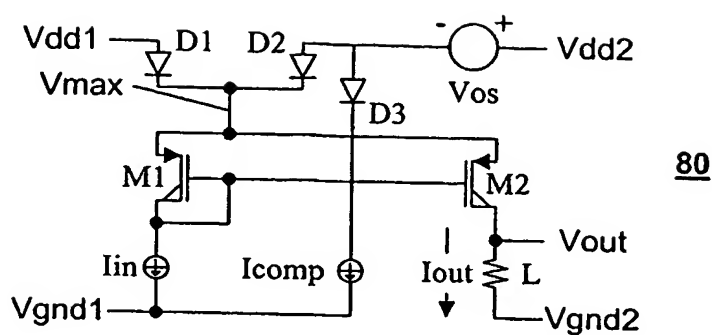 Vdd1 D1 D2 - + Vdd2
Vos
Vmax
D3
M1 M2 80
Vout
Iin Icomp Iout L
Vgnd1 Vgnd2